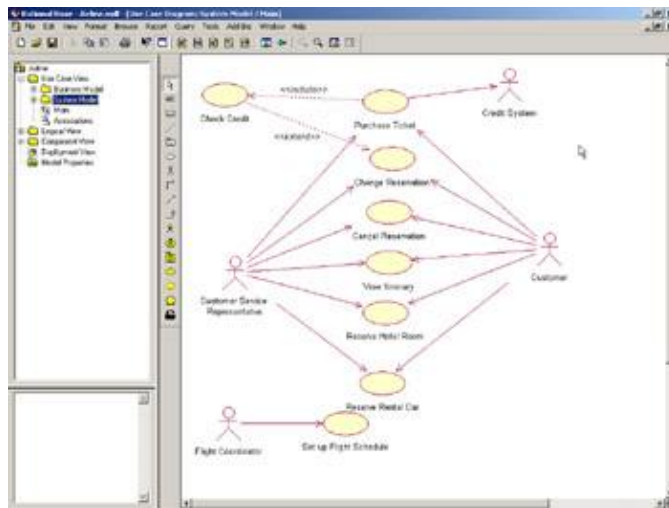 Rational Rose - Airline.mdl - [Use Case Diagram: System Model / Main]
File Edit View Format Browse Report Query Tools Add-Ins Window Help
Airline
Use Case View
Business Model
System Model
Main
Associations
Logical View
Component View
Deployment View
Model Properties
Check Credit
Purchase Ticket
Credit System
Change Reservation
Cancel Reservation
View Itinerary
Customer Service
Representative
Customer
Reserve Hotel Room
Reserve Rental Car
Flight Coordinator
Set up Flight Schedule